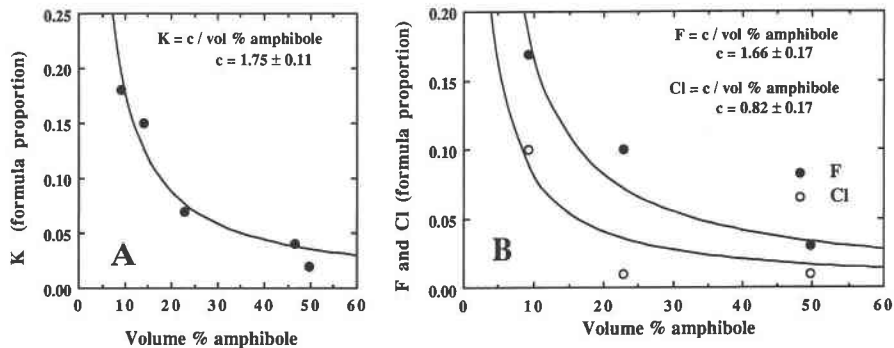 K = c / vol % amphibole
c = 1.75 ± 0.11
0.25
0.20
0.15
0.10
0.05
0.00
K (formula proportion)
A
0 10 20 30 40 50 60
Volume % amphibole
F = c / vol % amphibole
c = 1.66 ± 0.17
Cl = c / vol % amphibole
c = 0.82 ± 0.17
0.20
0.15
0.10
0.05
0.00
F and Cl (formula proportion)
F
Cl
B
0 10 20 30 40 50 60
Volume % amphibole